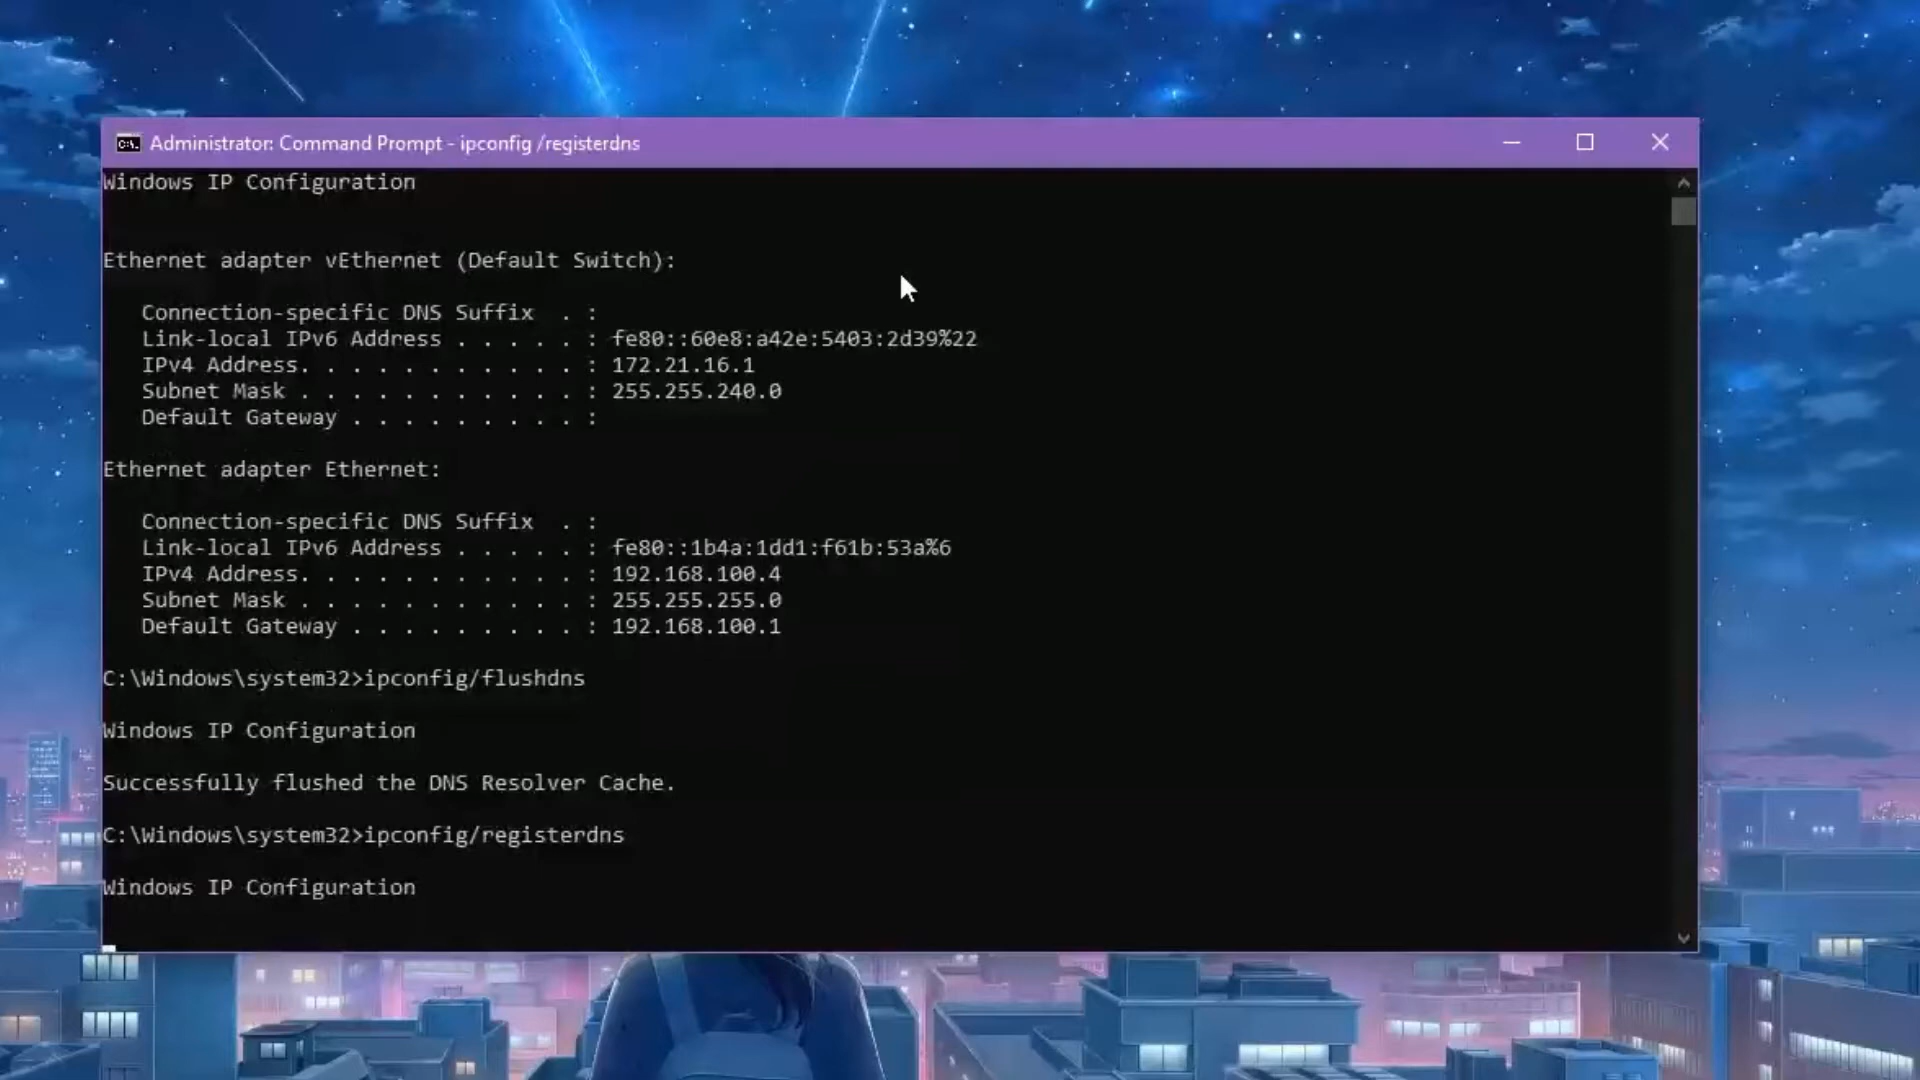 Administrator: Command Prompt - ipconfig /registerdns
Windows IP Configuration
Ethernet adapter vEthernet (Default Switch):
Connection-specific DNS Suffix . :
Link-local IPv6 Address . . . . . : fe80::60e8:a42e:5403:2d39%22
IPv4 Address. . . . . . . . . . . : 172.21.16.1
Subnet Mask . . . . . . . . . . . : 255.255.240.0
Default Gateway . . . . . . . . . :
Ethernet adapter Ethernet:
Connection-specific DNS Suffix . :
Link-local IPv6 Address . . . . . : fe80::1b4a:1dd1:f61b:53a%6
IPv4 Address. . . . . . . . . . . : 192.168.100.4
Subnet Mask . . . . . . . . . . . : 255.255.255.0
Default Gateway . . . . . . . . . : 192.168.100.1
C:\Windows\system32>ipconfig/flushdns
Windows IP Configuration
Successfully flushed the DNS Resolver Cache.
C:\Windows\system32>ipconfig/registerdns
Windows IP Configuration